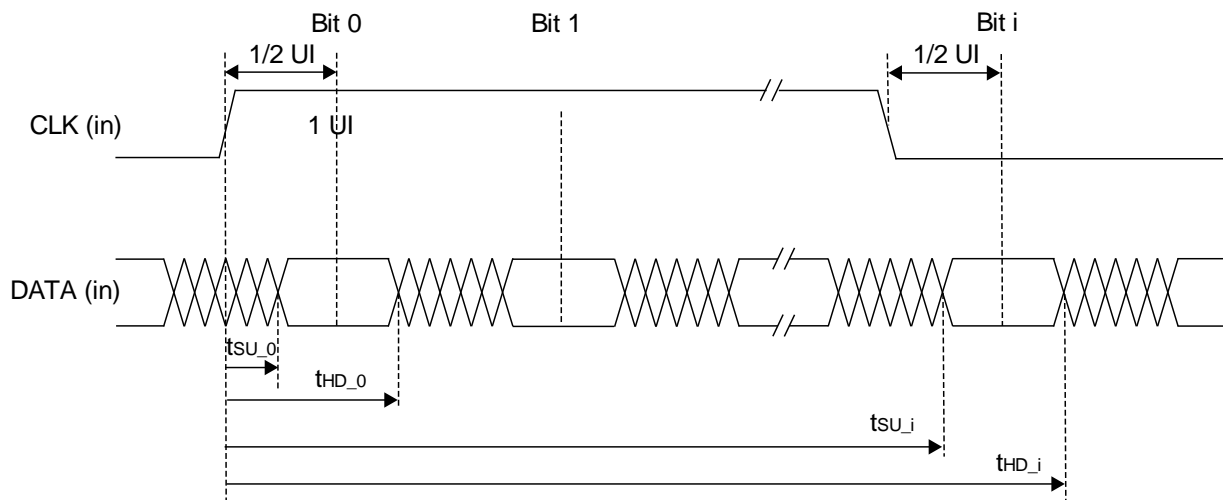 Bit 0
Bit 1
Bit i
1/2 UI
1/2 UI
CLK (in)
1 UI
DATA (in)
tSU_0
tHD_0
tSU_i
tHD_i